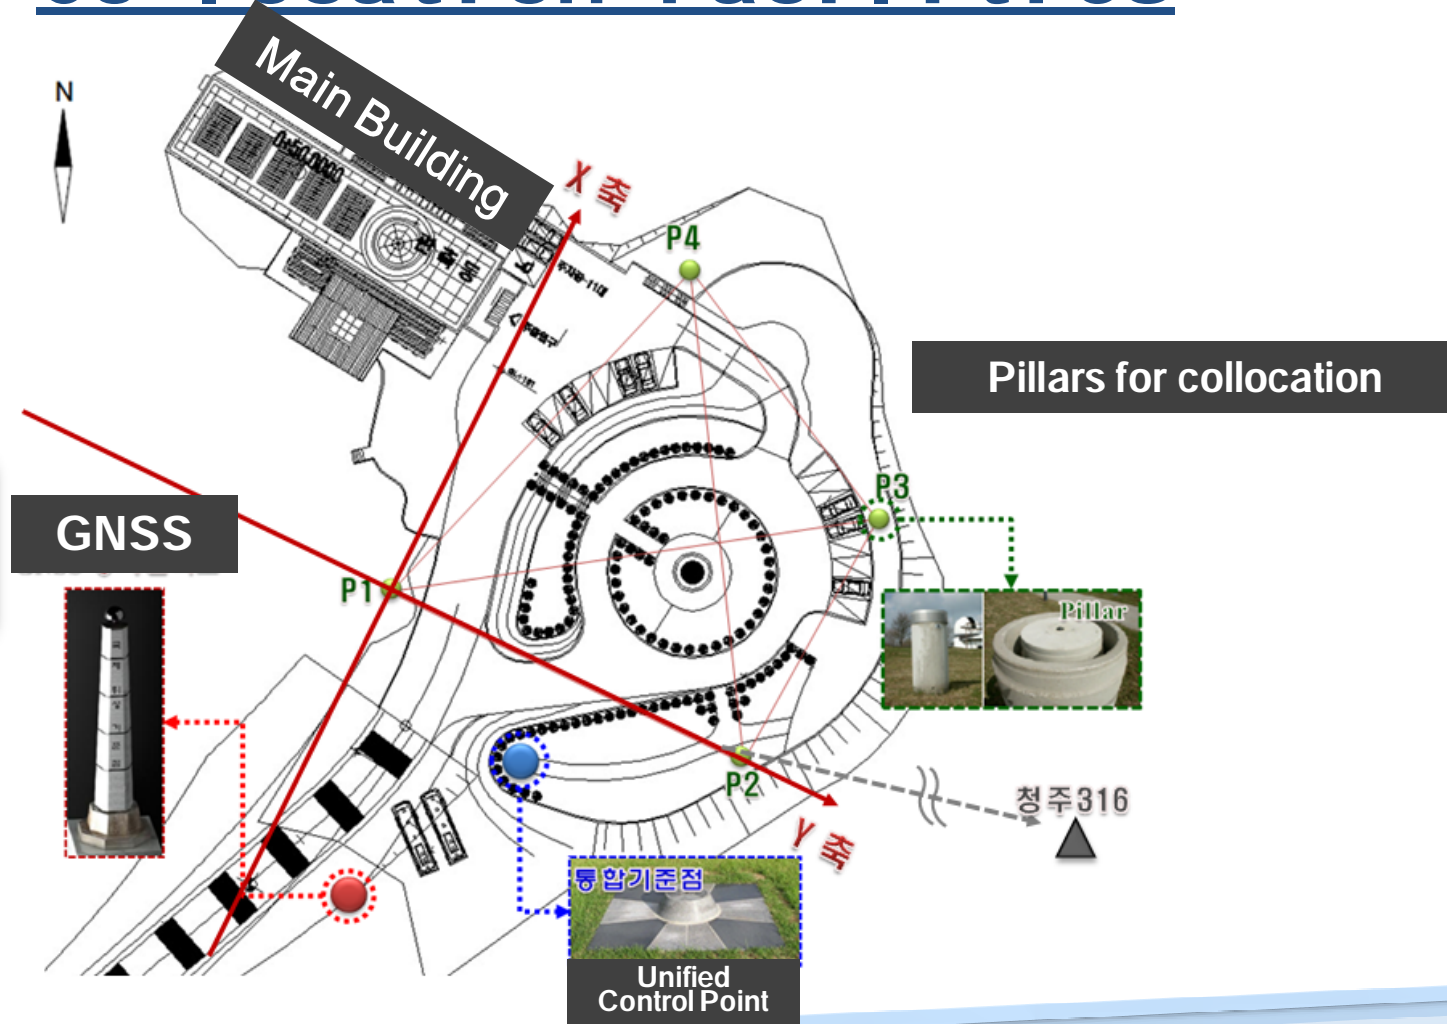 N
Main Building
X 축
P4
Pillars for collocation
P3
GNSS
P1
Pillar
P2
청주316
Y 축
통합기준점
Unified
Control Point